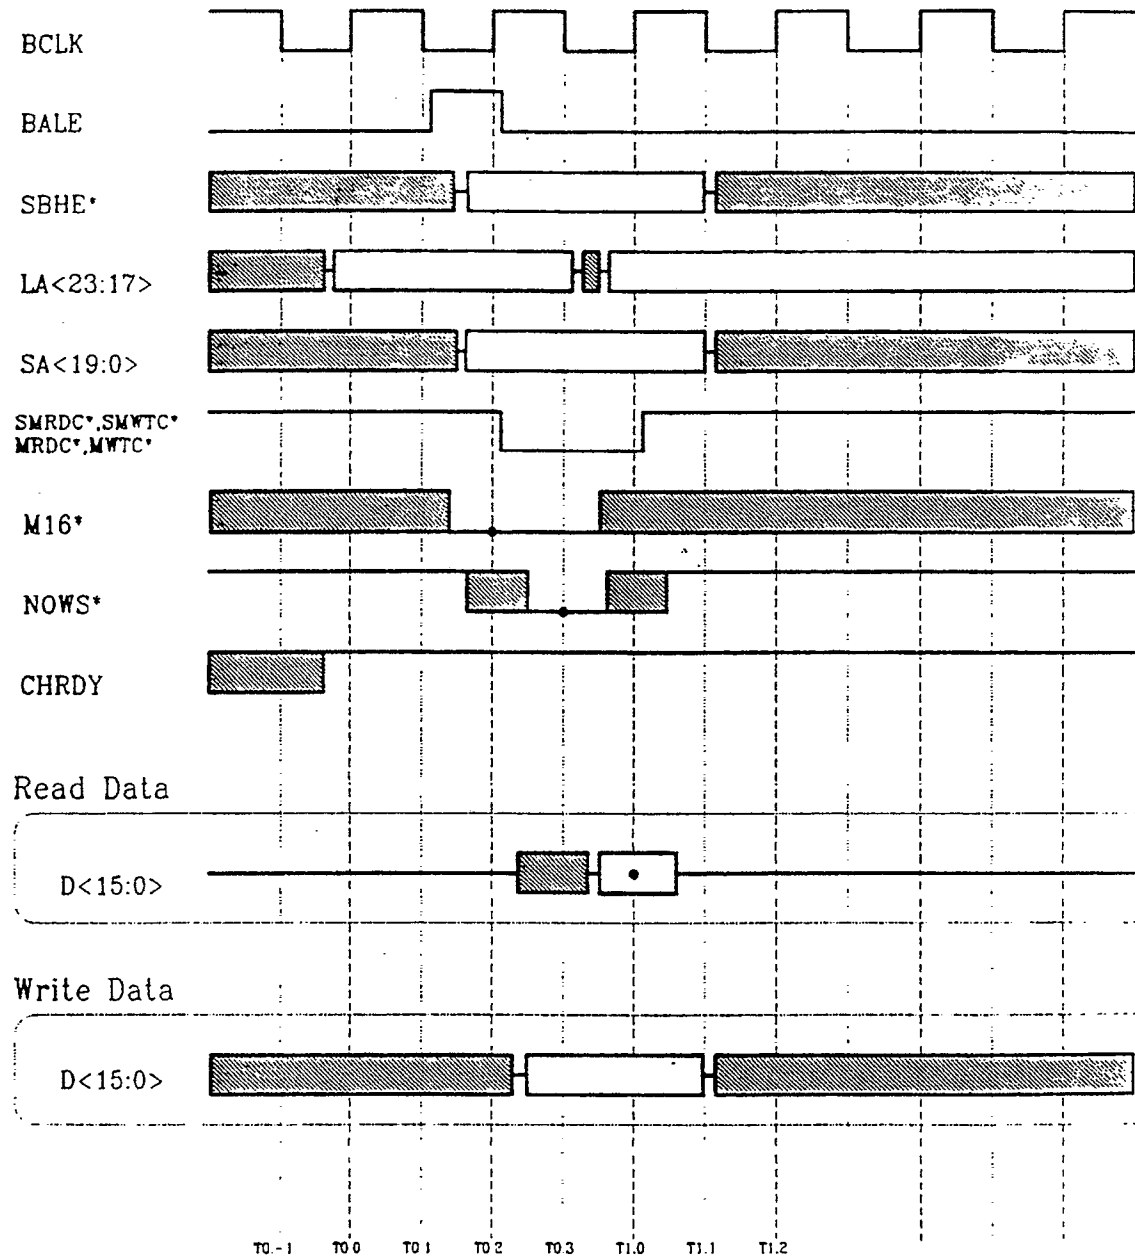 BCLK
BALE
SBHE*
LA<23:17>
SA<19:0>
SMRDC*,SMWTC*
MRDC*,MWTC*
M16*
NOWS*
CHRDY
Read Data
D<15:0>
Write Data
D<15:0>
T0.-1 T0.0 T0.1 T0.2 T0.3 T1.0 T1.1 T1.2